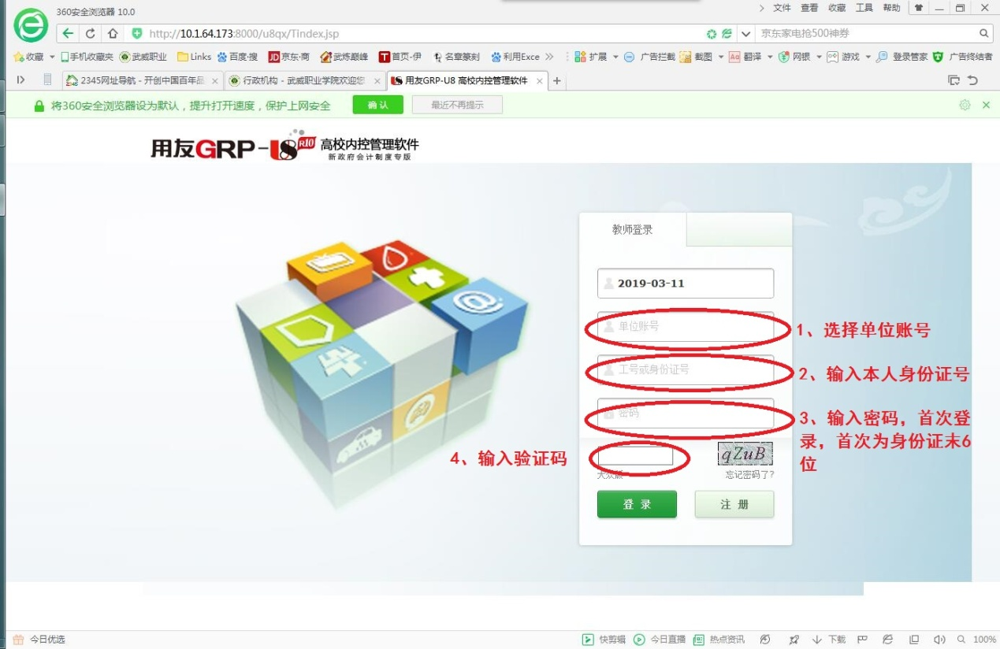 360安全浏览器 10.0
文件 查看 收藏 工具 帮助
http://10.1.64.173:8000/u8qx/Tindex.jsp
京东家电抢500神券
收藏 手机收藏夹 武威职业 Links 百度·搜 JD 京东·商 武炼巅峰 T 首页-伊 名章篆刻 利用Exce » 扩展 广告拦截 截图 Aa 翻译 网银 游戏 登录管家 广告终结者
2345网址导航 - 开创中国百年品 行政机构 - 武威职业学院欢迎您 用友GRP-U8 高校内控管理软件
将360安全浏览器设为默认，提升打开速度，保护上网安全 确认 最近不再提示
用友GRP-U8 R10 高校内控管理软件
新政府会计制度专版
教师登录
2019-03-11
单位账号
1、选择单位账号
工号或身份证号
2、输入本人身份证号
密码
3、输入密码，首次登
录，首次为身份证末6
位
4、输入验证码
qZuB
大众版
忘记密码了?
登录 注册
今日优选
快剪辑 今日直播 热点资讯 下载 100%